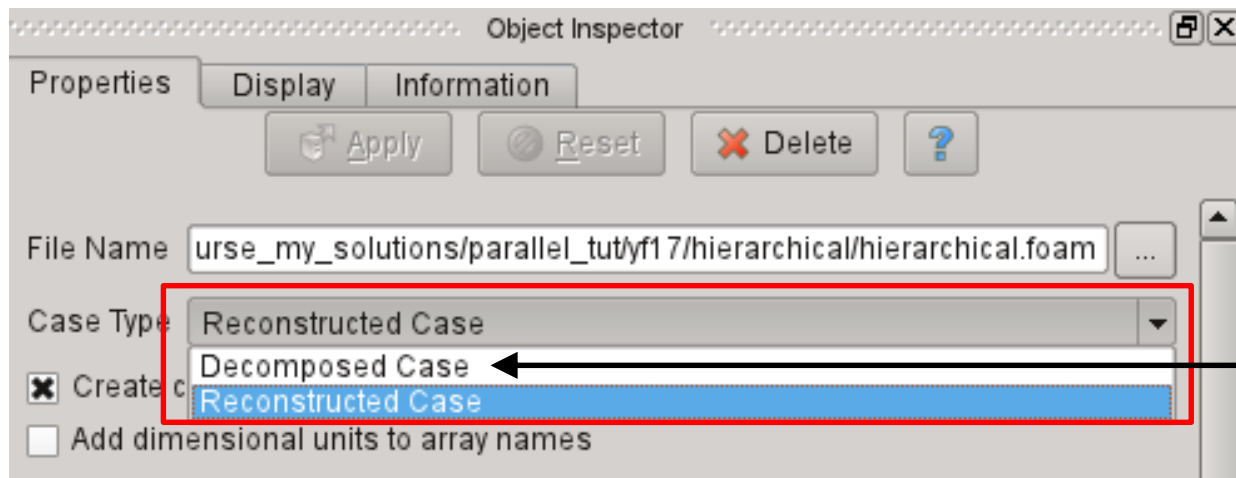 Object Inspector
Properties Display Information
Apply Reset Delete ?
File Name urse_my_solutions/parallel_tut/yf17/hierarchical/hierarchical.foam ...
Case Type Reconstructed Case
Decomposed Case
Create c
Reconstructed Case
Add dimensional units to array names